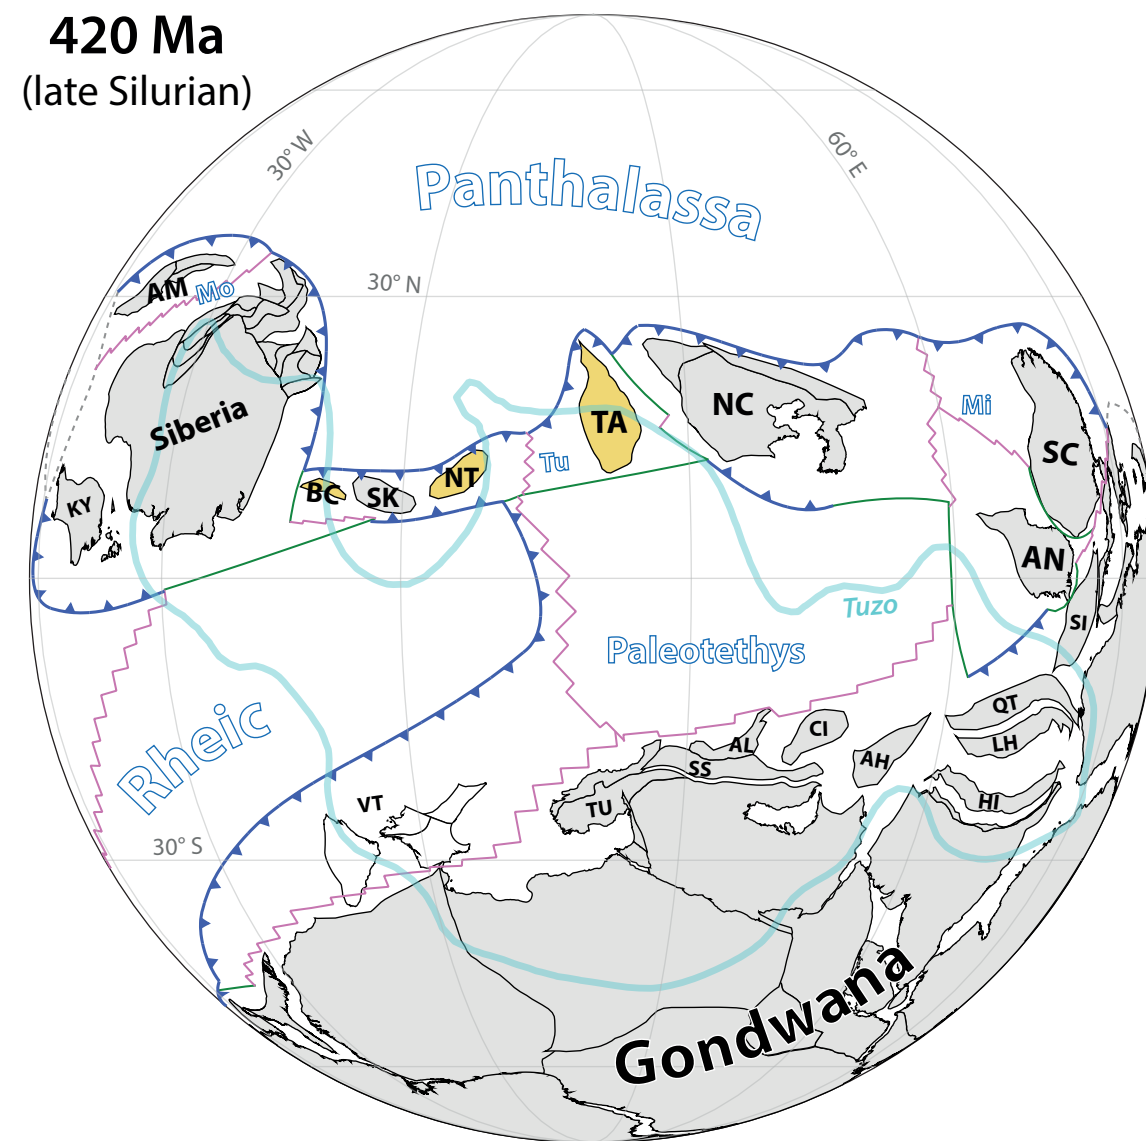 420 Ma
(late Silurian)
30° W
60° E
Panthalassa
30° N
AM
Mo
Siberia
KY
BC
SK
NT
Tu
TA
NC
Mi
SC
AN
SI
Tuzo
Paleotethys
Rheic
QT
LH
CI
AL
SS
AH
HI
TU
VT
30° S
Gondwana